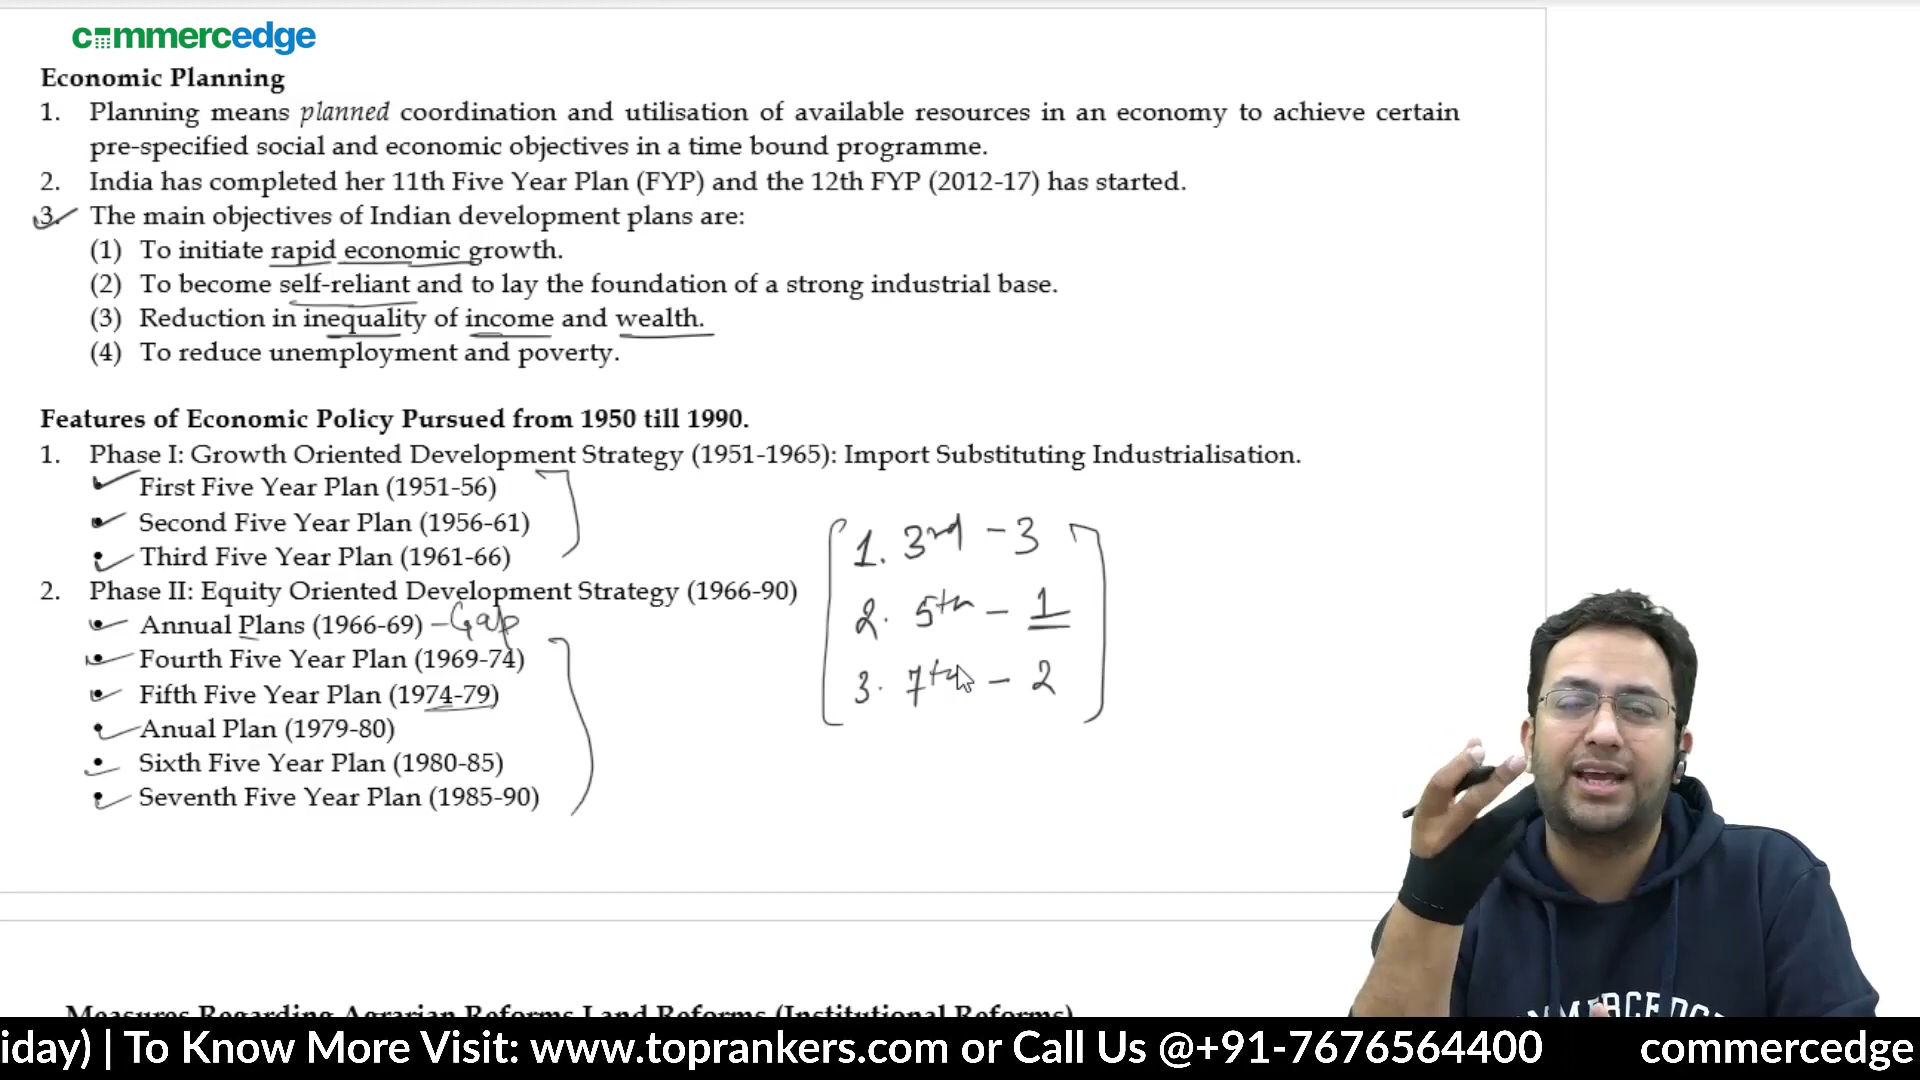 commercedge
Economic Planning
1. Planning means planned coordination and utilisation of available resources in an economy to achieve certain
pre-specified social and economic objectives in a time bound programme.
2. India has completed her 11th Five Year Plan (FYP) and the 12th FYP (2012-17) has started.
3. The main objectives of Indian development plans are:
(1) To initiate rapid economic growth.
(2) To become self-reliant and to lay the foundation of a strong industrial base.
(3) Reduction in inequality of income and wealth.
(4) To reduce unemployment and poverty.
Features of Economic Policy Pursued from 1950 till 1990.
1. Phase I: Growth Oriented Development Strategy (1951-1965): Import Substituting Industrialisation.
First Five Year Plan (1951-56)
• Second Five Year Plan (1956-61)
• Third Five Year Plan (1961-66)
2. Phase II: Equity Oriented Development Strategy (1966-90)
• Annual Plans (1966-69) - Gap
• Fourth Five Year Plan (1969-74)
• Fifth Five Year Plan (1974-79)
• Anual Plan (1979-80)
• Sixth Five Year Plan (1980-85)
• Seventh Five Year Plan (1985-90)
1. 3rd - 3
2. 5th - 1
3. 7th - 2
Measures Regarding Agrarian Reforms Land Reforms (Institutional Reforms)
iday) | To Know More Visit: www.toprankers.com or Call Us @+91-7676564400 commercedge